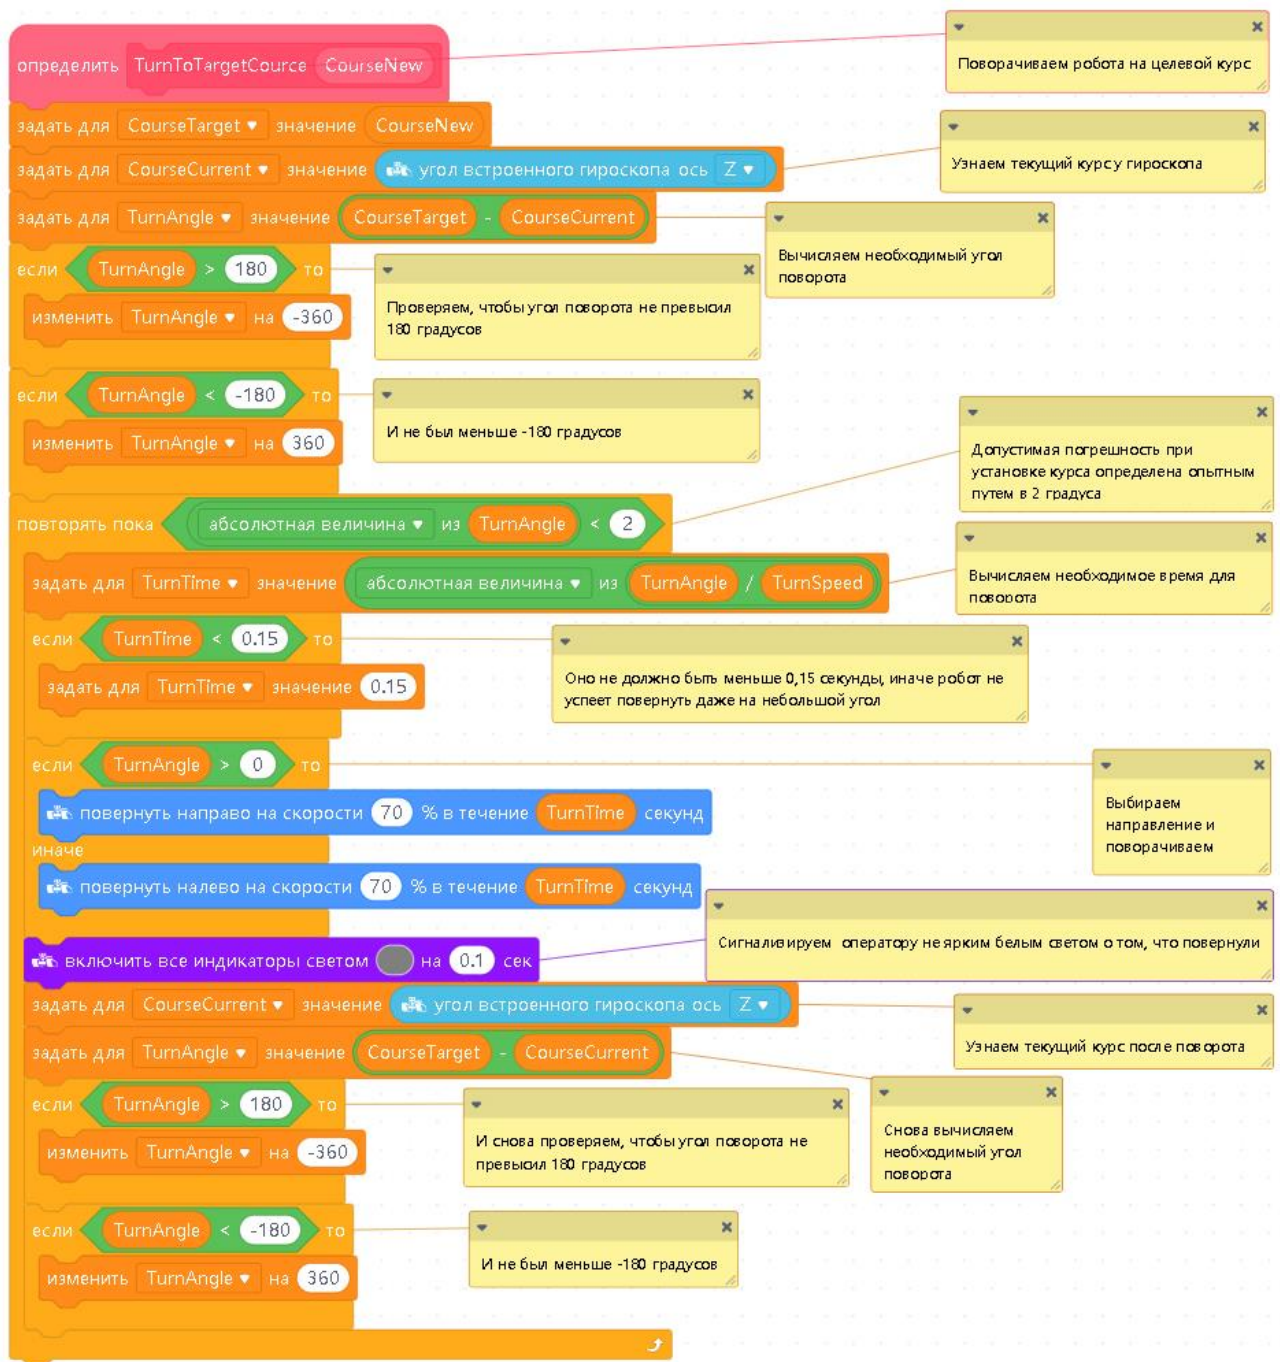 определить TurnToTargetCource CourseNew
Поворачиваем робота на целевой курс
задать для CourseTarget значение CourseNew
задать для CourseCurrent значение угол встроенного гироскопа ось Z
Узнаем текущий курс у гироскопа
задать для TurnAngle значение CourseTarget - CourseCurrent
Вычисляем необходимый угол
поворота
если TurnAngle > 180 то
Проверяем, чтобы угол поворота не превысил
180 градусов
изменить TurnAngle на -360
если TurnAngle < -180 то
И не был меньше -180 градусов
изменить TurnAngle на 360
Допустимая погрешность при
установке курса определена опытным
путем в 2 градуса
повторять пока абсолютная величина из TurnAngle < 2
задать для TurnTime значение абсолютная величина из TurnAngle / TurnSpeed
Вычисляем необходимое время для
поворота
если TurnTime < 0.15 то
Оно не должно быть меньше 0,15 секунды, иначе робот не
успеет повернуть даже на небольшой угол
задать для TurnTime значение 0.15
если TurnAngle > 0 то
Выбираем
направление и
поворачиваем
повернуть направо на скорости 70 % в течение TurnTime секунд
иначе
повернуть налево на скорости 70 % в течение TurnTime секунд
Сигнализируем оператору не ярким белым светом о том, что повернули
включить все индикаторы светом на 0.1 сек
задать для CourseCurrent значение угол встроенного гироскопа ось Z
Узнаем текущий курс после поворота
задать для TurnAngle значение CourseTarget - CourseCurrent
Снова вычисляем
необходимый угол
поворота
если TurnAngle > 180 то
И снова проверяем, чтобы угол поворота не
превысил 180 градусов
изменить TurnAngle на -360
если TurnAngle < -180 то
И не был меньше -180 градусов
изменить TurnAngle на 360